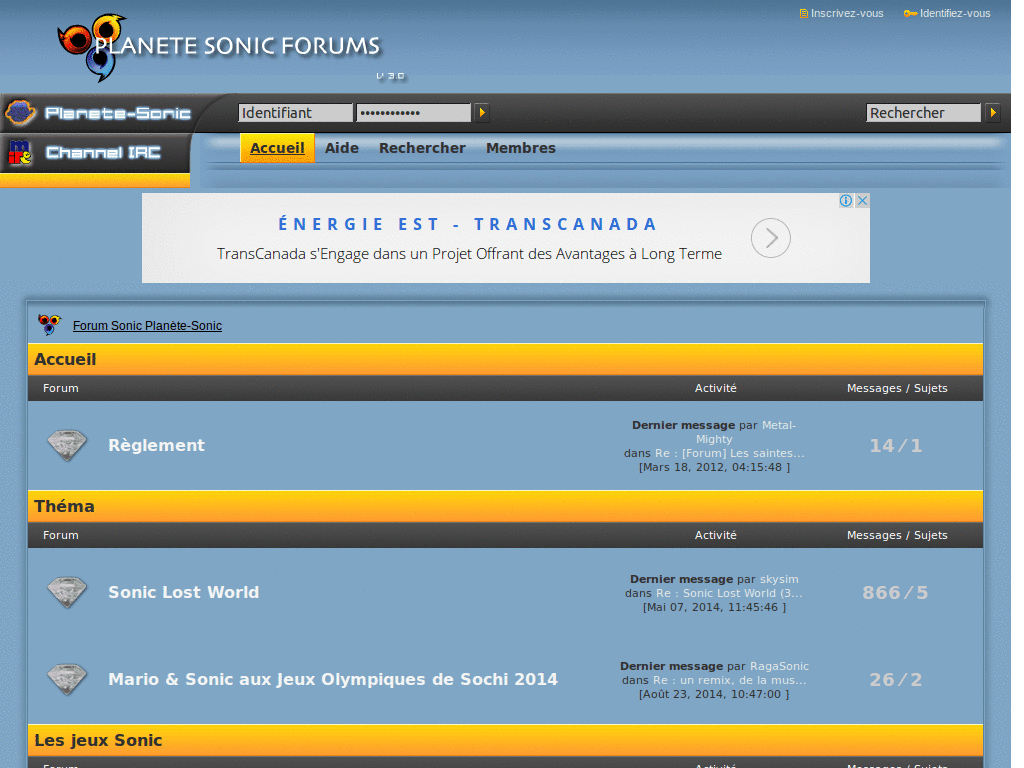 Inscrivez-vous
Identifiez-vous
PLANETE SONIC FORUMS
V 3.0
Planete-Sonic
Identifiant
••••••••••••
Rechercher
mIRC
Channel IRC
Accueil
Aide
Rechercher
Membres
ÉNERGIE EST - TRANSCANADA
TransCanada s'Engage dans un Projet Offrant des Avantages à Long Terme
Forum Sonic Planète-Sonic
Accueil
Forum
Activité
Messages / Sujets
Règlement
Dernier message par Metal-
Mighty
dans Re : [Forum] Les saintes...
[Mars 18, 2012, 04:15:48 ]
14 / 1
Théma
Forum
Activité
Messages / Sujets
Sonic Lost World
Dernier message par skysim
dans Re : Sonic Lost World (3...
[Mai 07, 2014, 11:45:46 ]
866 / 5
Mario & Sonic aux Jeux Olympiques de Sochi 2014
Dernier message par RagaSonic
dans Re : un remix, de la mus...
[Août 23, 2014, 10:47:00 ]
26 / 2
Les jeux Sonic
Forum
Activité
Messages / Sujets